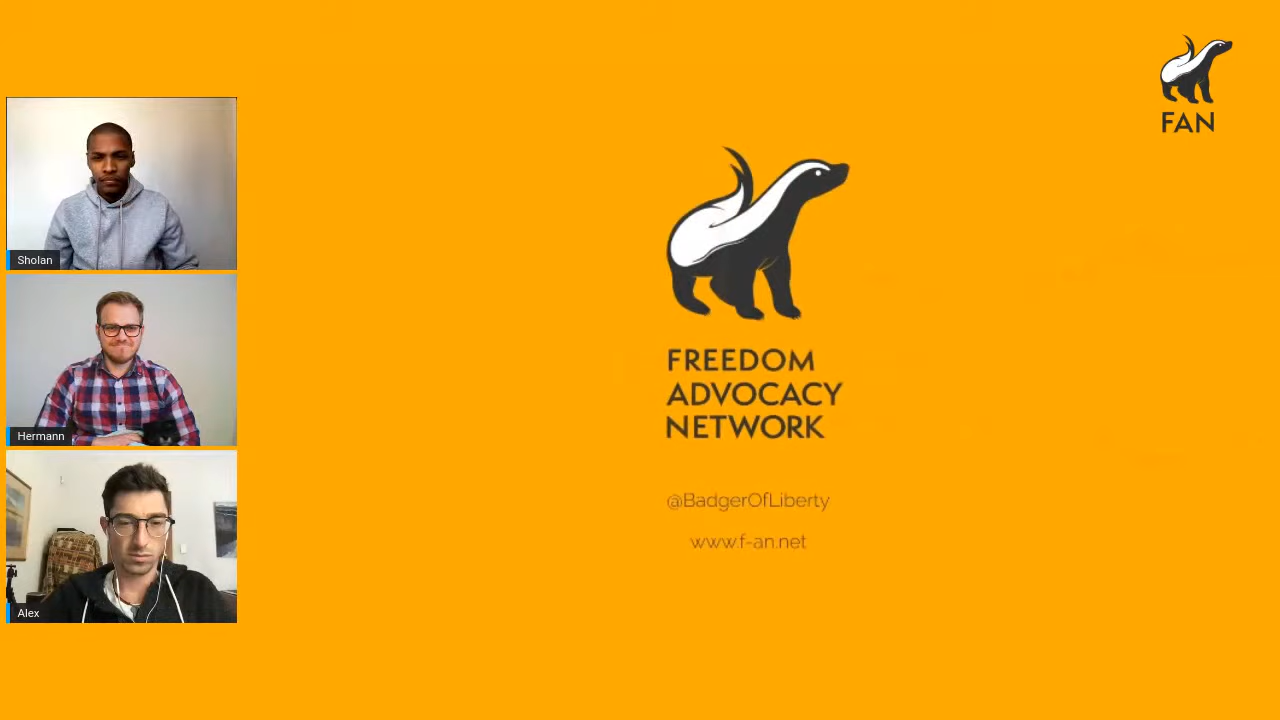 FAN
Sholan
Hermann
Alex
FREEDOM
ADVOCACY
NETWORK
@BadgerOfLiberty
www.f-an.net